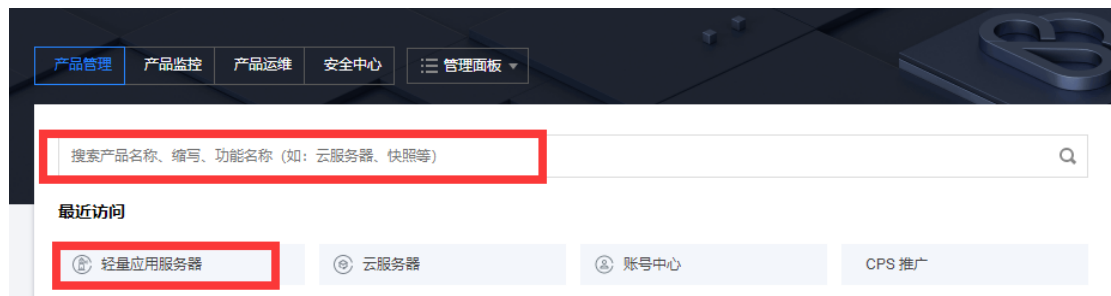 产品管理 产品监控 产品运维 安全中心 管理面板
搜索产品名称、缩写、功能名称（如：云服务器、快照等）
最近访问
轻量应用服务器 云服务器 账号中心 CPS 推广